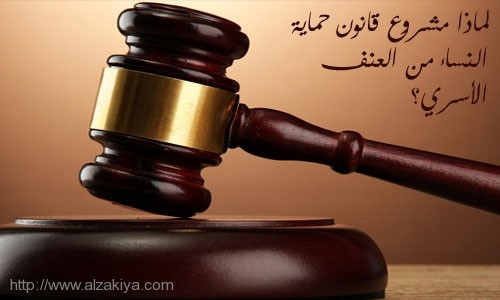 لماذا مشروع قانون حماية
النساء من العنف
الأسري؟
http://www.alzakiya.com